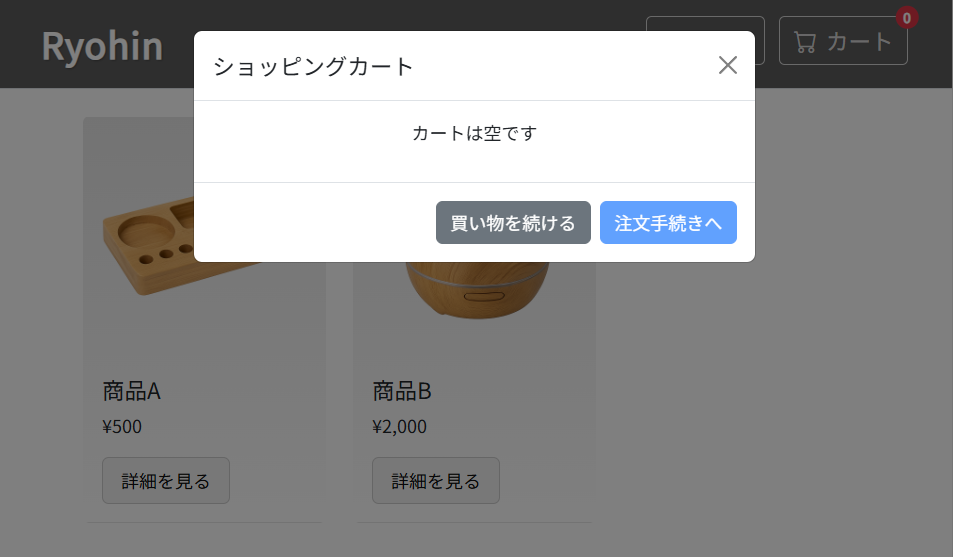 Ryohin
カート
0
ショッピングカート
カートは空です
買い物を続ける
注文手続きへ
商品A
¥500
詳細を見る
商品B
¥2,000
詳細を見る